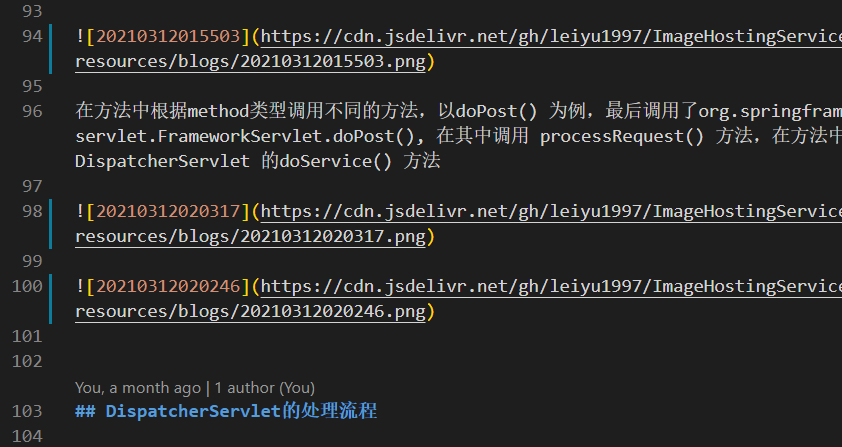 93
94 ![20210312015503](https://cdn.jsdelivr.net/gh/leiyu1997/ImageHostingService
resources/blogs/20210312015503.png)
95
96 在方法中根据method类型调用不同的方法，以doPost() 为例，最后调用了org.springfram
servlet.FrameworkServlet.doPost(), 在其中调用 processRequest() 方法，在方法中
DispatcherServlet 的doService() 方法
97
98 ![20210312020317](https://cdn.jsdelivr.net/gh/leiyu1997/ImageHostingService
resources/blogs/20210312020317.png)
99
100 ![20210312020246](https://cdn.jsdelivr.net/gh/leiyu1997/ImageHostingService
resources/blogs/20210312020246.png)
101
102
You, a month ago | 1 author (You)
103 ## DispatcherServlet的处理流程
104